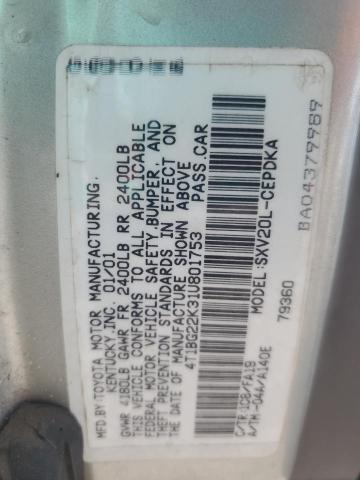 MFD.BY TOYOTA MOTOR MANUFACTURING.
KENTUCKY,INC. 01/01
GVWR 4180LB GAWR FR 2400LB RR 2400LB
THIS VEHICLE CONFORMS TO ALL APPLICABLE
FEDERAL MOTOR VEHICLE SAFETY,BUMPER, AND
THEFT PREVENTION STANDARDS IN EFFECT ON
THE DATE OF MANUFACTURE SHOWN ABOVE
4T1BG22K31U801753 PASS.CAR
MODEL:SXV20L-CEPDKA
79360
BA04379989
C/TR:1C8/FA19
A/TM:-04A/A140E